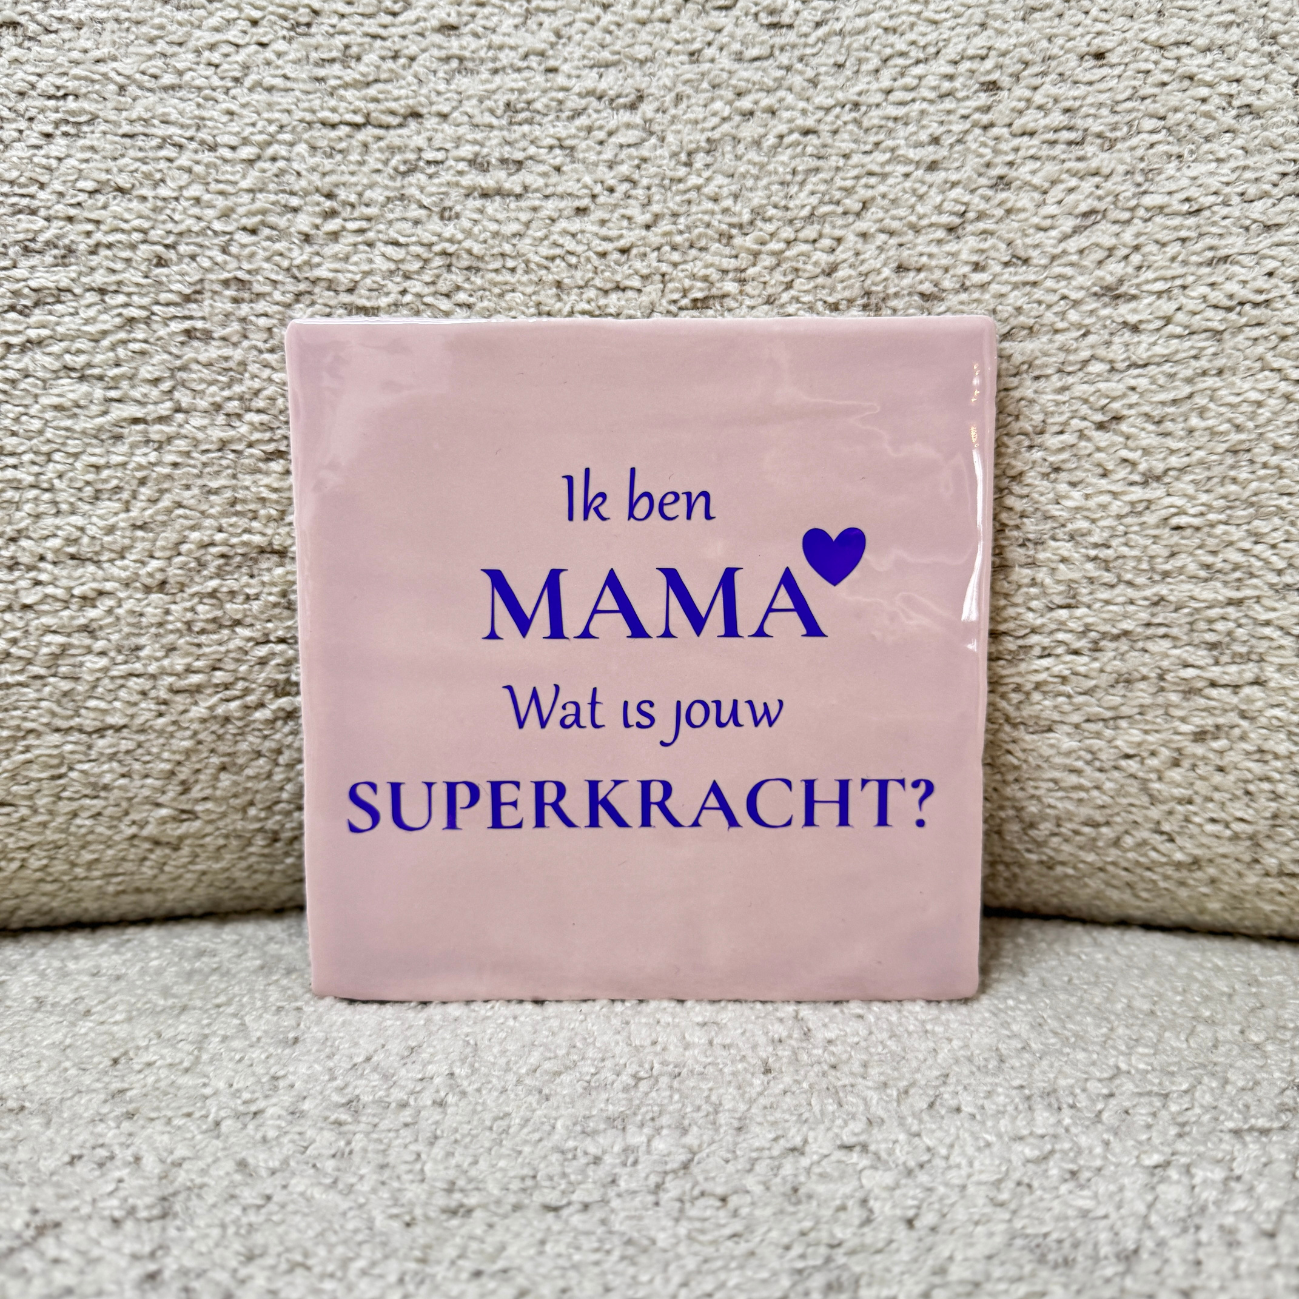 Ik ben
MAMA
Wat is jouw
SUPERKRACHT?